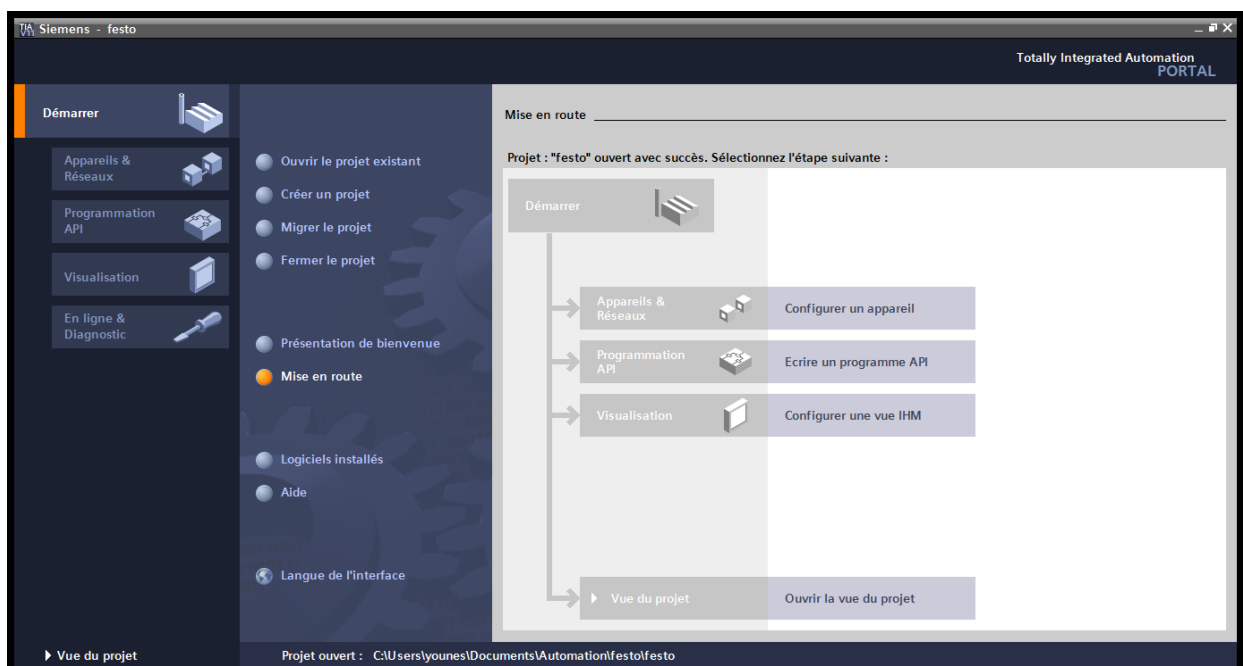 Siemens - festo
Totally Integrated Automation
PORTAL
Démarrer
Appareils &
Réseaux
Programmation
API
Visualisation
En ligne &
Diagnostic
Ouvrir le projet existant
Créer un projet
Migrer le projet
Fermer le projet
Présentation de bienvenue
Mise en route
Logiciels installés
Aide
Langue de l'interface
Mise en route
Projet : "festo" ouvert avec succès. Sélectionnez l'étape suivante :
Démarrer
Appareils &
Réseaux
Configurer un appareil
Programmation
API
Ecrire un programme API
Visualisation
Configurer une vue IHM
Vue du projet
Ouvrir la vue du projet
Vue du projet
Projet ouvert : C:\Users\younes\Documents\Automation\festo\festo